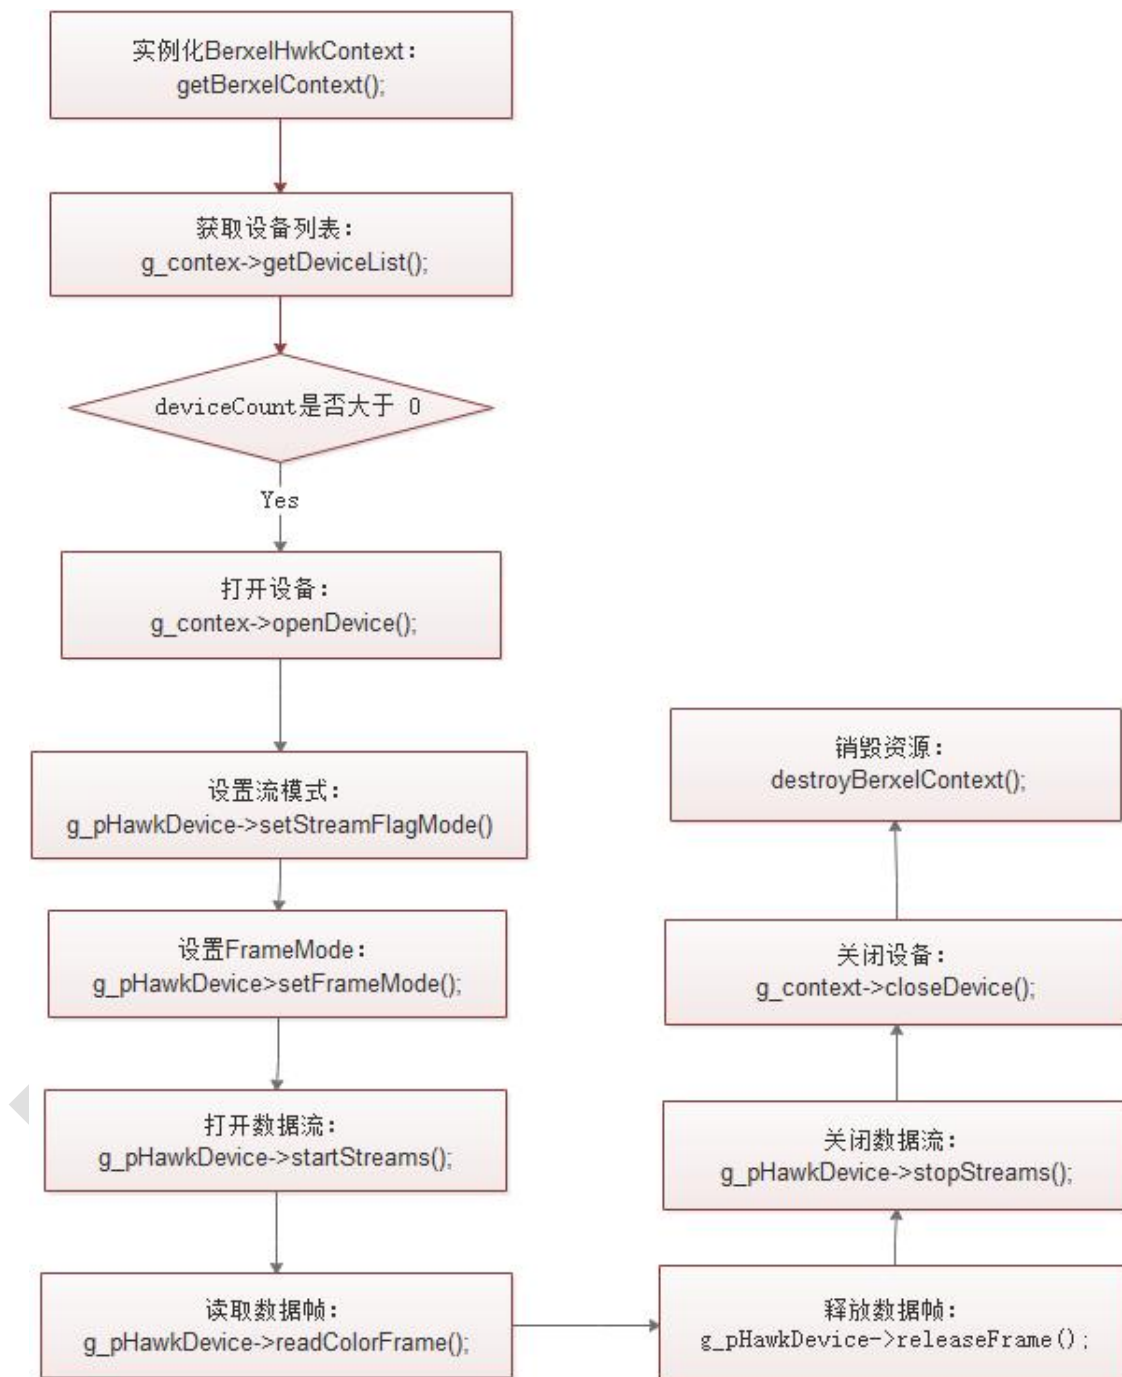 实例化BerxelHwkContext：
getBerxelContext();
获取设备列表：
g_contex->getDeviceList();
deviceCount是否大于 0
Yes
打开设备：
g_contex->openDevice();
设置流模式：
g_pHawkDevice->setStreamFlagMode()
设置FrameMode：
g_pHawkDevice>setFrameMode();
打开数据流：
g_pHawkDevice->startStreams();
读取数据帧：
g_pHawkDevice->readColorFrame();
释放数据帧：
g_pHawkDevice->releaseFrame();
关闭数据流：
g_pHawkDevice->stopStreams();
关闭设备：
g_context->closeDevice();
销毁资源：
destroyBerxelContext();